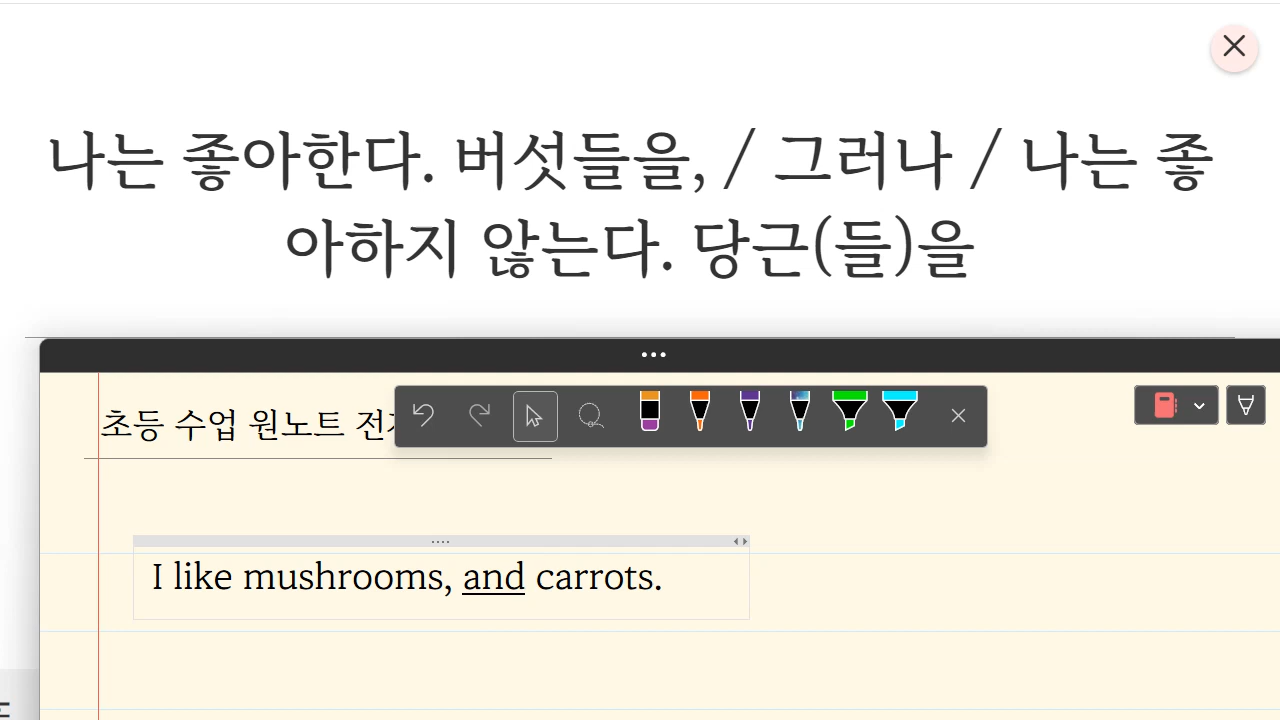 나는 좋아한다. 버섯들을, / 그러나 / 나는 좋
아하지 않는다. 당근(들)을
초등 수업 원노트
I like mushrooms, and carrots.